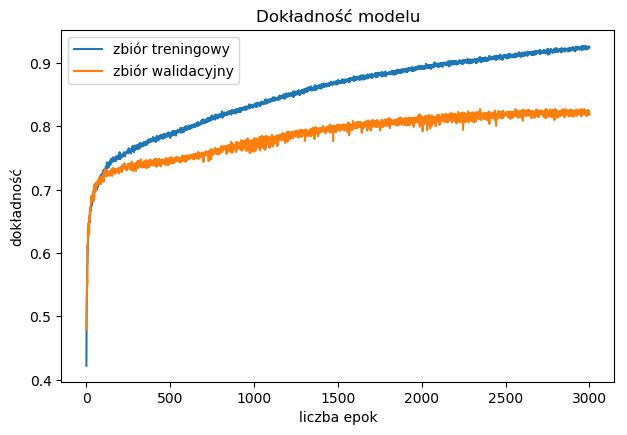 Dokładność modelu
zbiór treningowy
zbiór walidacyjny
dokładność
0.9
0.8
0.7
0.6
0.5
0.4
0
500
1000
1500
2000
2500
3000
liczba epok